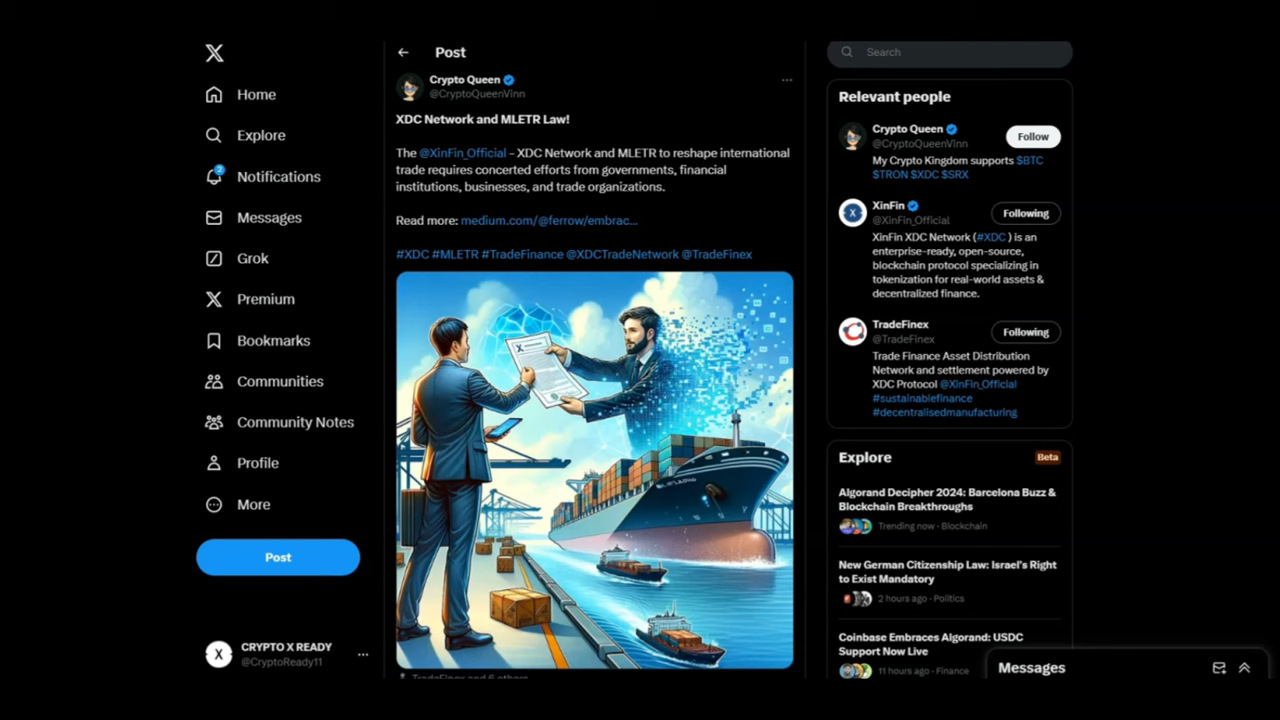 Home
Explore
2
Notifications
Messages
Grok
Premium
Bookmarks
Communities
Community Notes
Profile
More
Post
CRYPTO X READY
@CryptoReady11
Post
Crypto Queen
@CryptoQueenVinn
XDC Network and MLETR Law!
The @XinFin_Official - XDC Network and MLETR to reshape international
trade requires concerted efforts from governments, financial
institutions, businesses, and trade organizations.
Read more: medium.com/@ferrow/embrac...
#XDC #MLETR #TradeFinance @XDCTradeNetwork @TradeFinex
X
TradeFinex and 6 others
Search
Relevant people
Crypto Queen
@CryptoQueenVinn
Follow
My Crypto Kingdom supports $BTC
$TRON $XDC $SRX
XinFin
@XinFin_Official
Following
XinFin XDC Network (#XDC ) is an
enterprise-ready, open-source,
blockchain protocol specializing in
tokenization for real-world assets &
decentralized finance.
TradeFinex
@TradeFinex
Following
Trade Finance Asset Distribution
Network and settlement powered by
XDC Protocol @XinFin_Official
#sustainablefinance
#decentralisedmanufacturing
Explore
Beta
Algorand Decipher 2024: Barcelona Buzz &
Blockchain Breakthroughs
Trending now · Blockchain
New German Citizenship Law: Israel's Right
to Exist Mandatory
2 hours ago · Politics
Coinbase Embraces Algorand: USDC
Support Now Live
11 hours ago · Finance
Messages